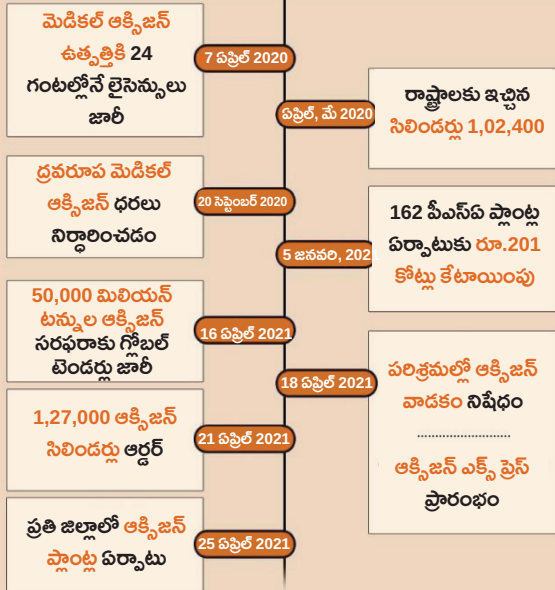 మెడికల్ ఆక్సిజన్
ఉత్పత్తికి 24
గంటల్లోనే లైసెన్సులు
జారీ
7 ఏప్రిల్ 2020
ఏప్రిల్, మే 2020
రాష్ట్రాలకు ఇచ్చిన
సిలిండర్లు 1,02,400
ద్రవరూప మెడికల్
ఆక్సిజన్ ధరలు
నిర్ధారించడం
20 సెప్టెంబర్ 2020
5 జనవరి, 2021
162 పీఎస్ఏ ప్లాంట్ల
ఏర్పాటుకు రూ.201
కోట్లు కేటాయింపు
50,000 మిలియన్
టన్నుల ఆక్సిజన్
సరఫరాకు గ్లోబల్
టెండర్లు జారీ
16 ఏప్రిల్ 2021
18 ఏప్రిల్ 2021
పరిశ్రమల్లో ఆక్సిజన్
వాడకం నిషేధం
ఆక్సిజన్ ఎక్స్ ప్రెస్
ప్రారంభం
1,27,000 ఆక్సిజన్
సిలిండర్లు ఆర్డర్
21 ఏప్రిల్ 2021
ప్రతి జిల్లాలో ఆక్సిజన్
ప్లాంట్ల ఏర్పాటు
25 ఏప్రిల్ 2021